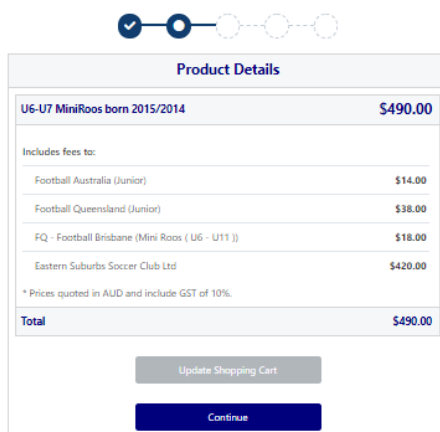 Product Details
U6-U7 MiniRoos born 2015/2014 $490.00
Includes fees to:
Football Australia (Junior) $14.00
Football Queensland (Junior) $38.00
FQ - Football Brisbane (Mini Roos ( U6 - U11 )) $18.00
Eastern Suburbs Soccer Club Ltd $420.00
* Prices quoted in AUD and include GST of 10%.
Total $490.00
Update Shopping Cart
Continue